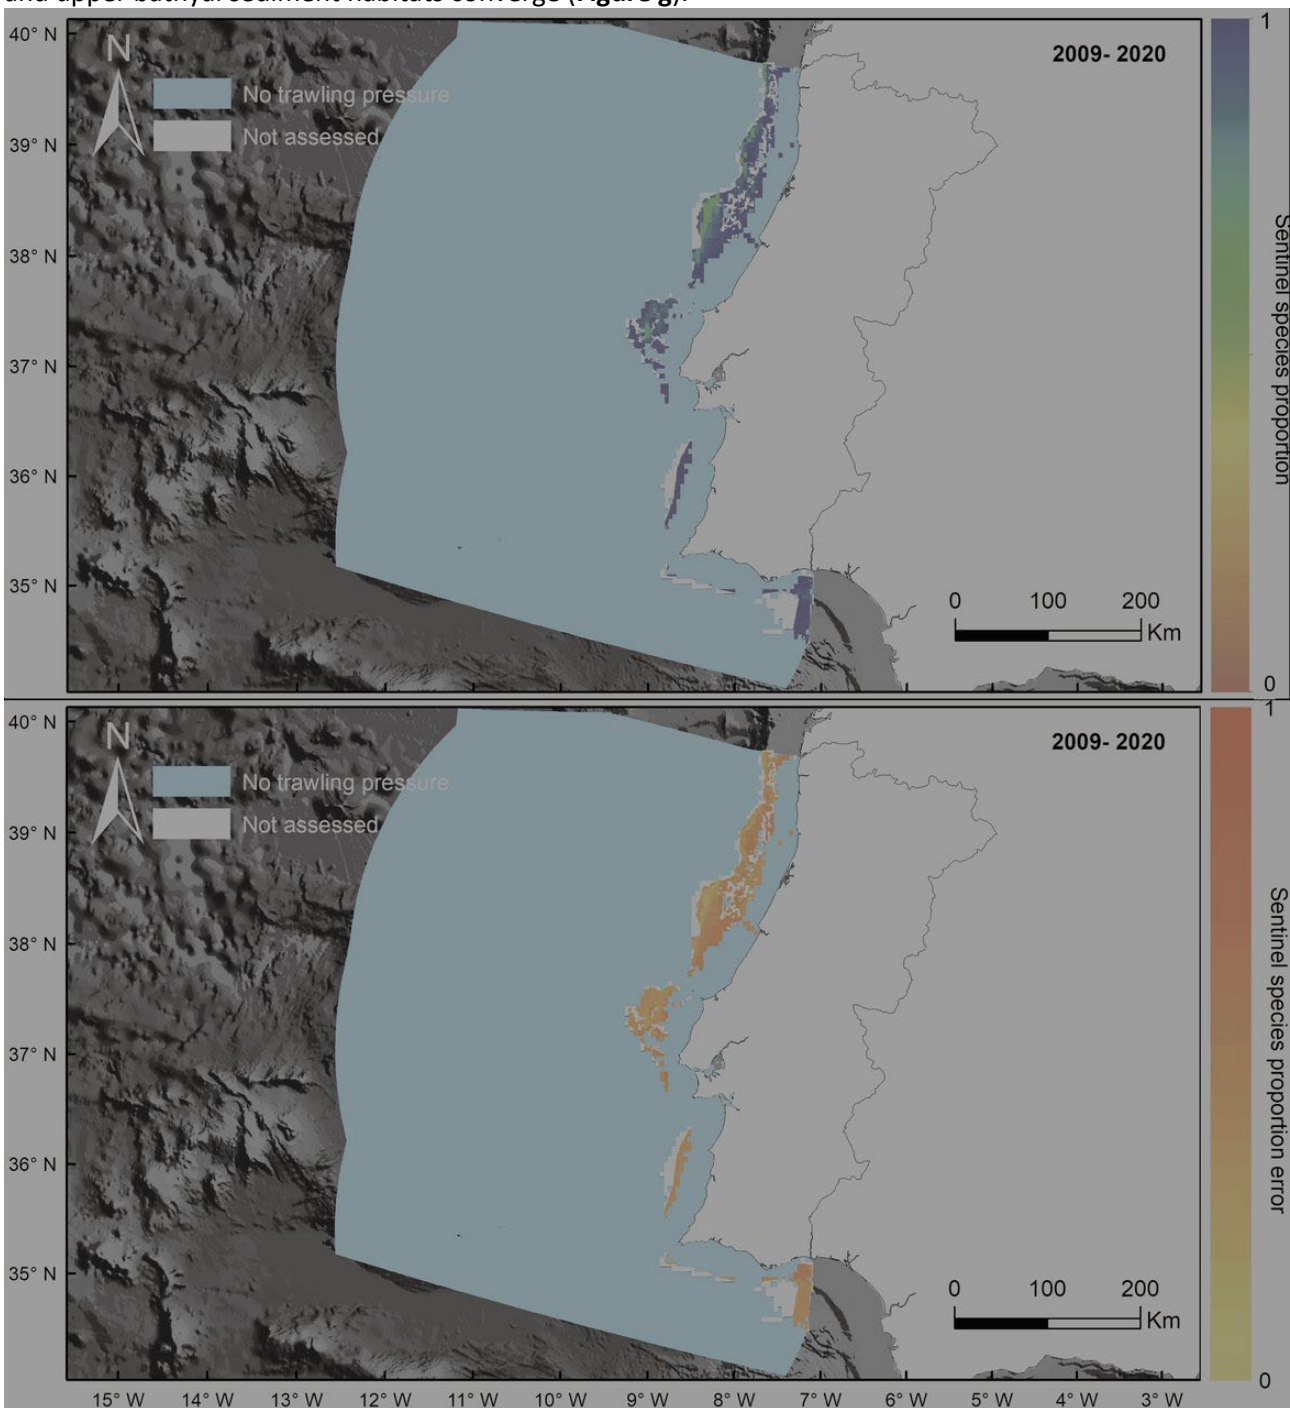 and upper bathyal sediment habitats converge (Figure g).
40° N
N
2009- 2020
1
No trawling pressure
Not assessed
39° N
38° N
Sentinel species proportion
37° N
36° N
35° N
0 100 200
Km
0
1
40° N
N
2009- 2020
No trawling pressure
Not assessed
39° N
38° N
Sentinel species proportion error
37° N
36° N
35° N
0 100 200
Km
0
15° W 14° W 13° W 12° W 11° W 10° W 9° W 8° W 7° W 6° W 5° W 4° W 3° W